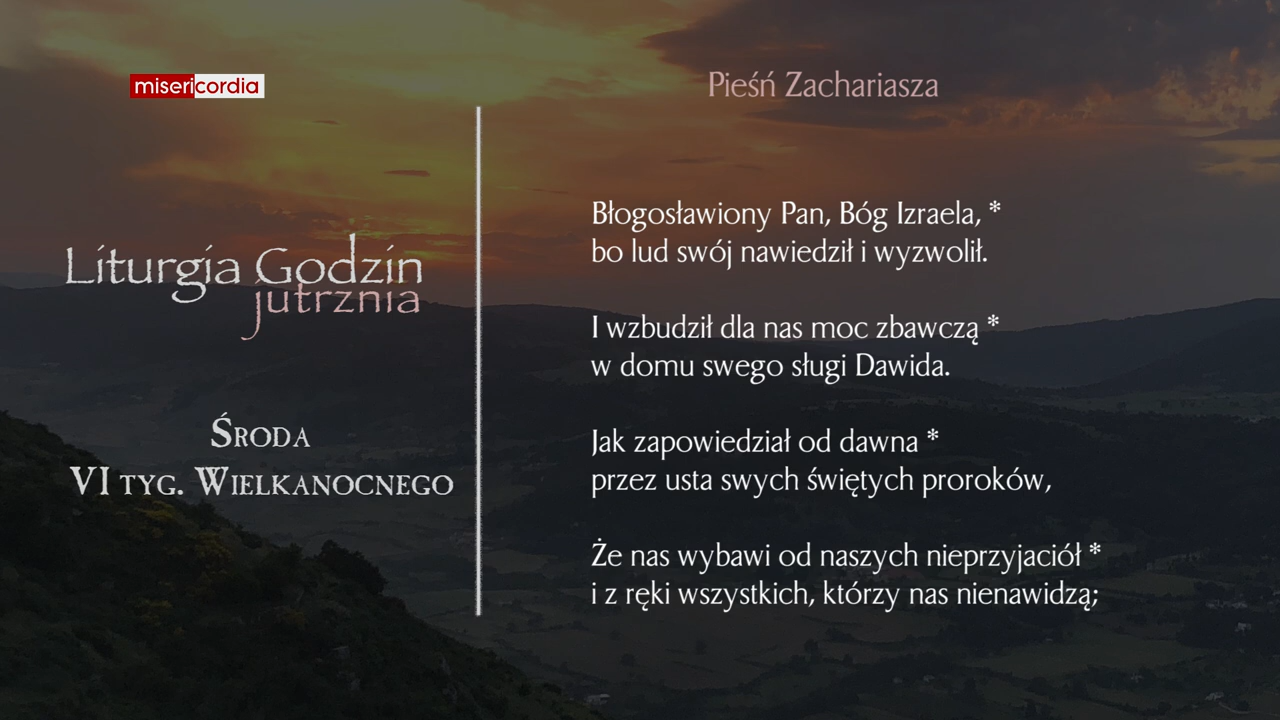 misericordia
Liturgia Godzin
jutrznia
Środa
VI tyg. Wielkanocnego
Pieśń Zachariasza
Błogosławiony Pan, Bóg Izraela, *
bo lud swój nawiedził i wyzwolił.
I wzbudził dla nas moc zbawczą *
w domu swego sługi Dawida.
Jak zapowiedział od dawna *
przez usta swych świętych proroków,
Że nas wybawi od naszych nieprzyjaciół *
i z ręki wszystkich, którzy nas nienawidzą;